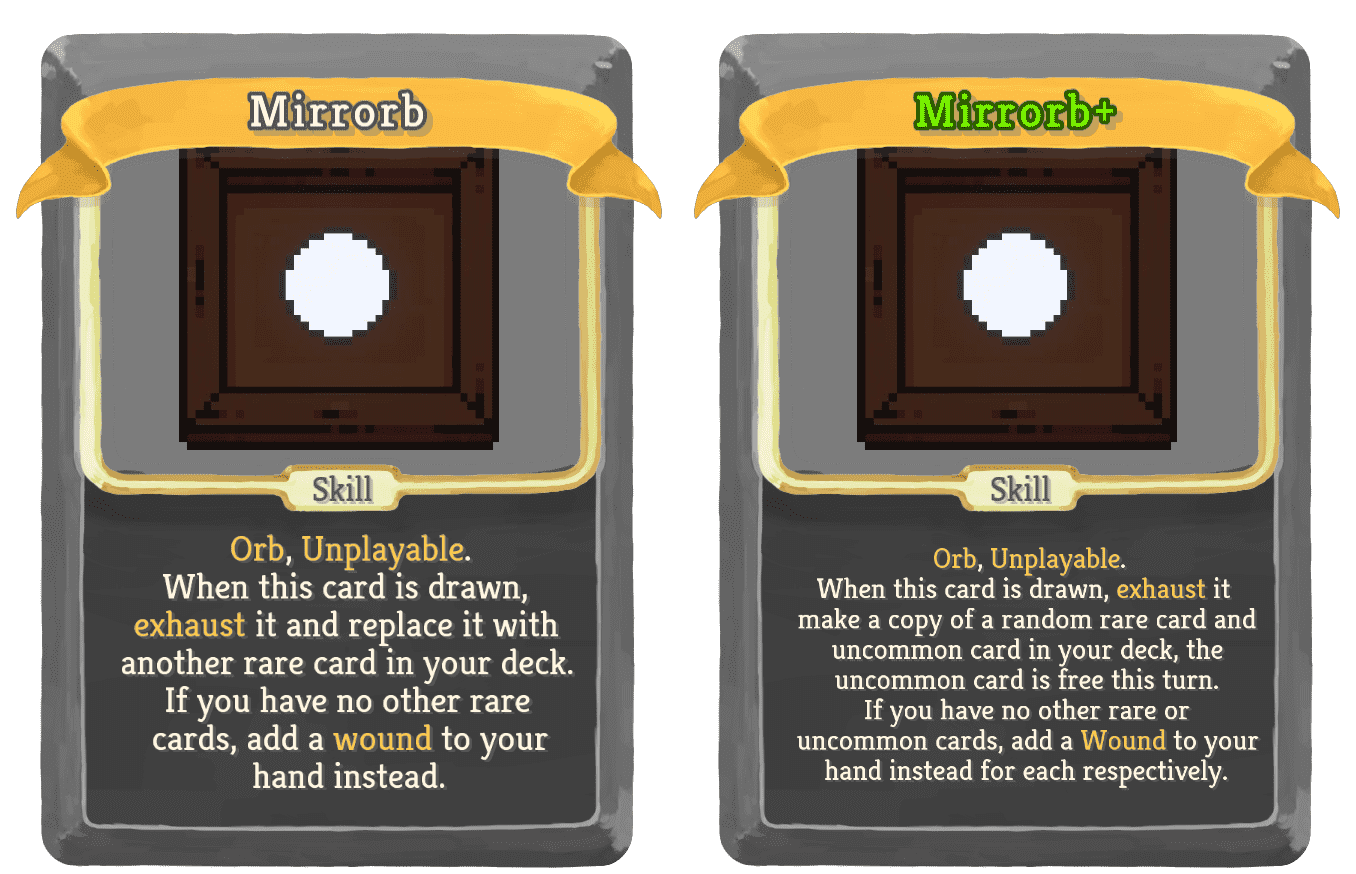 Mirrorb
Skill
Orb, Unplayable.
When this card is drawn,
exhaust it and replace it with
another rare card in your deck.
If you have no other rare
cards, add a wound to your
hand instead.
Mirrorb+
Skill
Orb, Unplayable.
When this card is drawn, exhaust it
make a copy of a random rare card and
uncommon card in your deck, the
uncommon card is free this turn.
If you have no other rare or
uncommon cards, add a Wound to your
hand instead for each respectively.